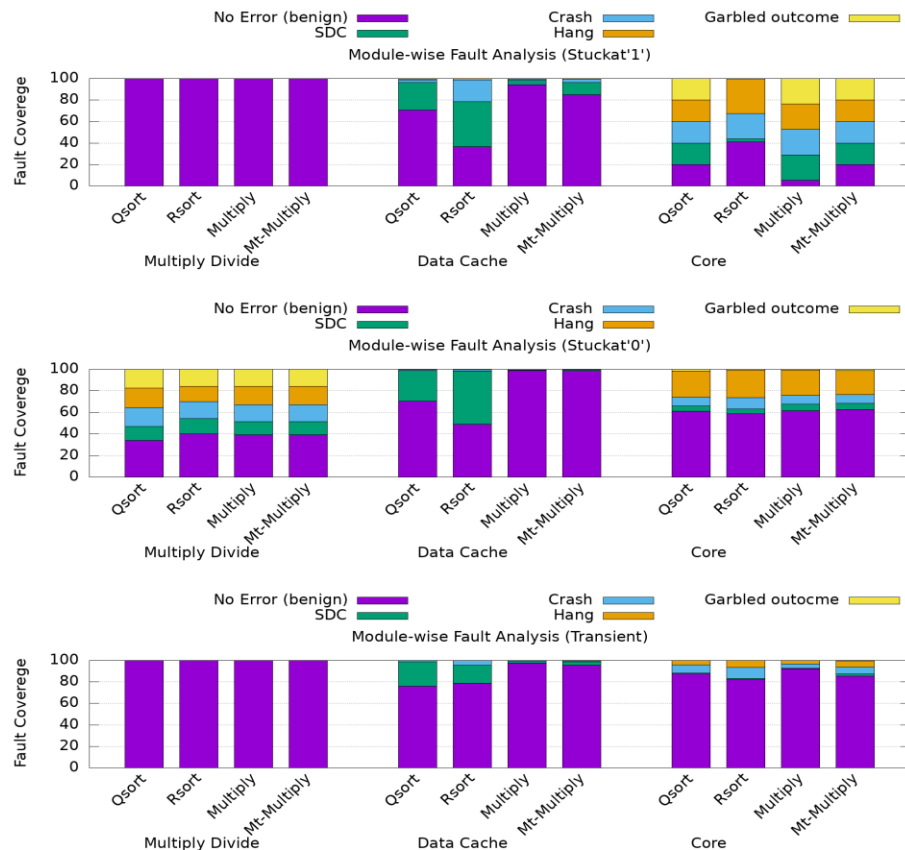 No Error (benign) Crash Garbled outcome
SDC Hang
Module-wise Fault Analysis (Stuckat'1')
Fault Coverege
100
80
60
40
20
0
Qsort Rsort Multiply Mt-Multiply Qsort Rsort Multiply Mt-Multiply Qsort Rsort Multiply Mt-Multiply
Multiply Divide Data Cache Core
No Error (benign) Crash Garbled outcome
SDC Hang
Module-wise Fault Analysis (Stuckat'0')
Fault Coverege
100
80
60
40
20
0
Qsort Rsort Multiply Mt-Multiply Qsort Rsort Multiply Mt-Multiply Qsort Rsort Multiply Mt-Multiply
Multiply Divide Data Cache Core
No Error (benign) Crash Garbled outocme
SDC Hang
Module-wise Fault Analysis (Transient)
Fault Coverege
100
80
60
40
20
0
Qsort Rsort Multiply Mt-Multiply Qsort Rsort Multiply Mt-Multiply Qsort Rsort Multiply Mt-Multiply
Multiply Divide Data Cache Core